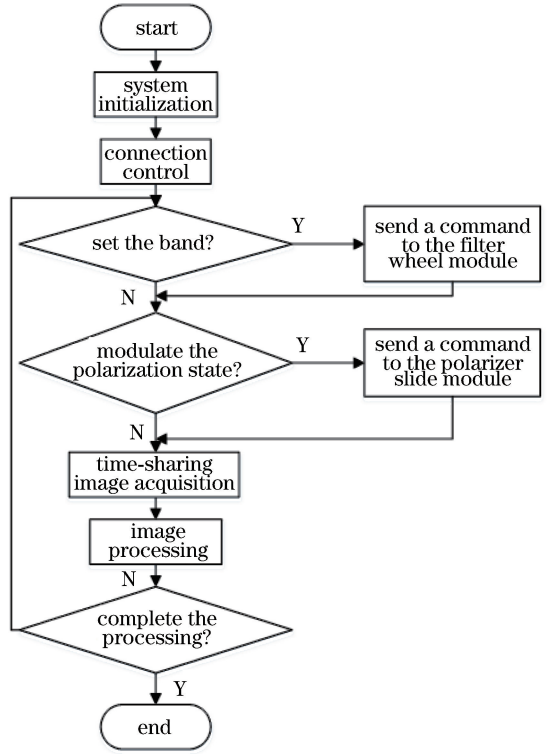 start
system
initialization
connection
control
set the band?
Y
send a command
to the filter
wheel module
N
modulate the
polarization state?
Y
send a command
to the polarizer
slide module
N
time-sharing
image acquisition
image
processing
N
complete the
processing?
Y
end